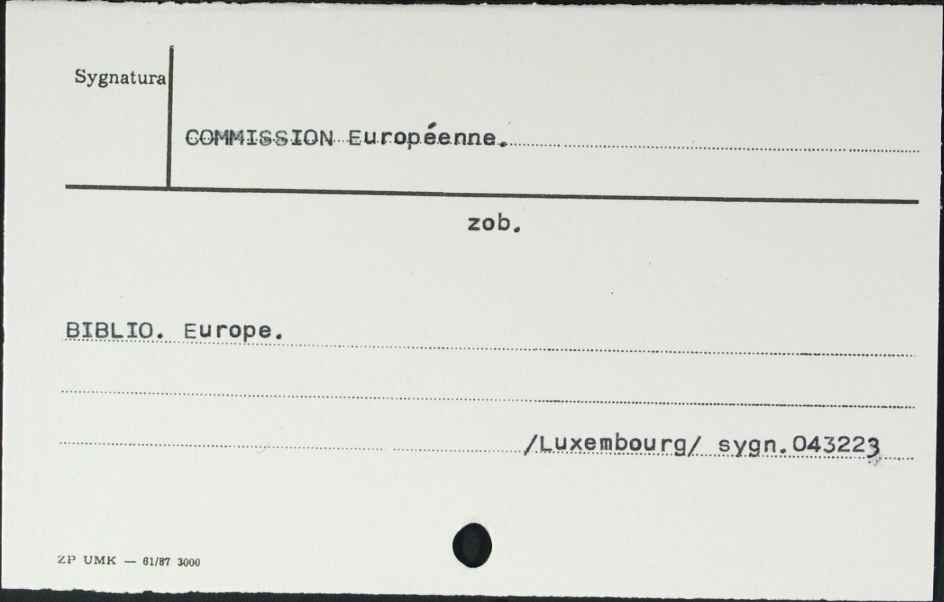 Sygnatura
COMMISSION Européenne.
zob.
BIBLIO. Europe.
/Luxembourg/ sygn.043223
ZP UMK — 61/87 3000